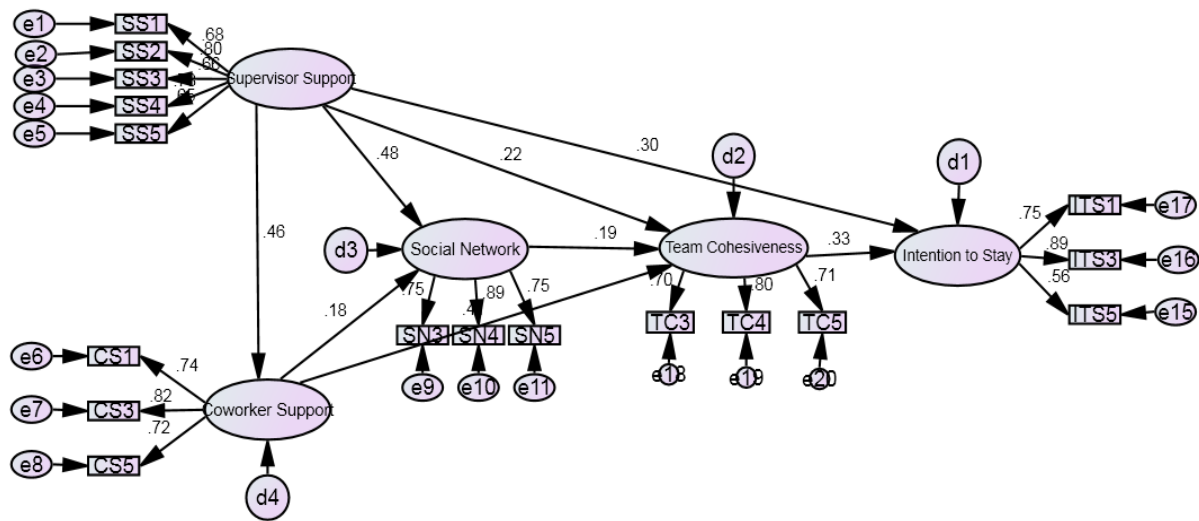 e1
SS1
.68
e2
SS2
.80
e3
SS3
.66
Supervisor Support
e4
SS4
e5
SS5
.48
.22
.30
d2
d1
.46
ITS1
.75
e17
d3
Social Network
.19
Team Cohesiveness
.33
Intention to Stay
.89
ITS3
e16
.56
ITS5
e15
.18
.75
.89
.75
.70
.80
.71
SN3
SN4
SN5
TC3
TC4
TC5
e9
e10
e11
e18
e19
e20
e6
CS1
.74
e7
CS3
.82
Coworker Support
e8
CS5
.72
d4